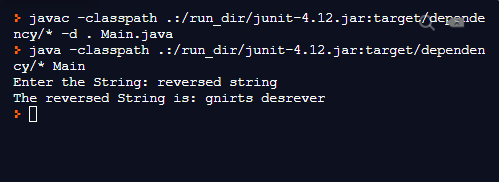 > javac -classpath .:/run_dir/junit-4.12.jar:target/depende
ncy/* -d . Main.java
> java -classpath .:/run_dir/junit-4.12.jar:target/dependen
cy/* Main
Enter the String: reversed string
The reversed String is: gnirts desrever
>